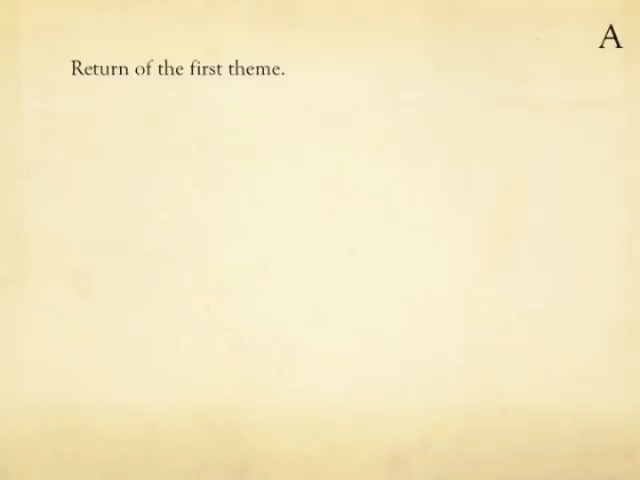 A
Return of the first theme.